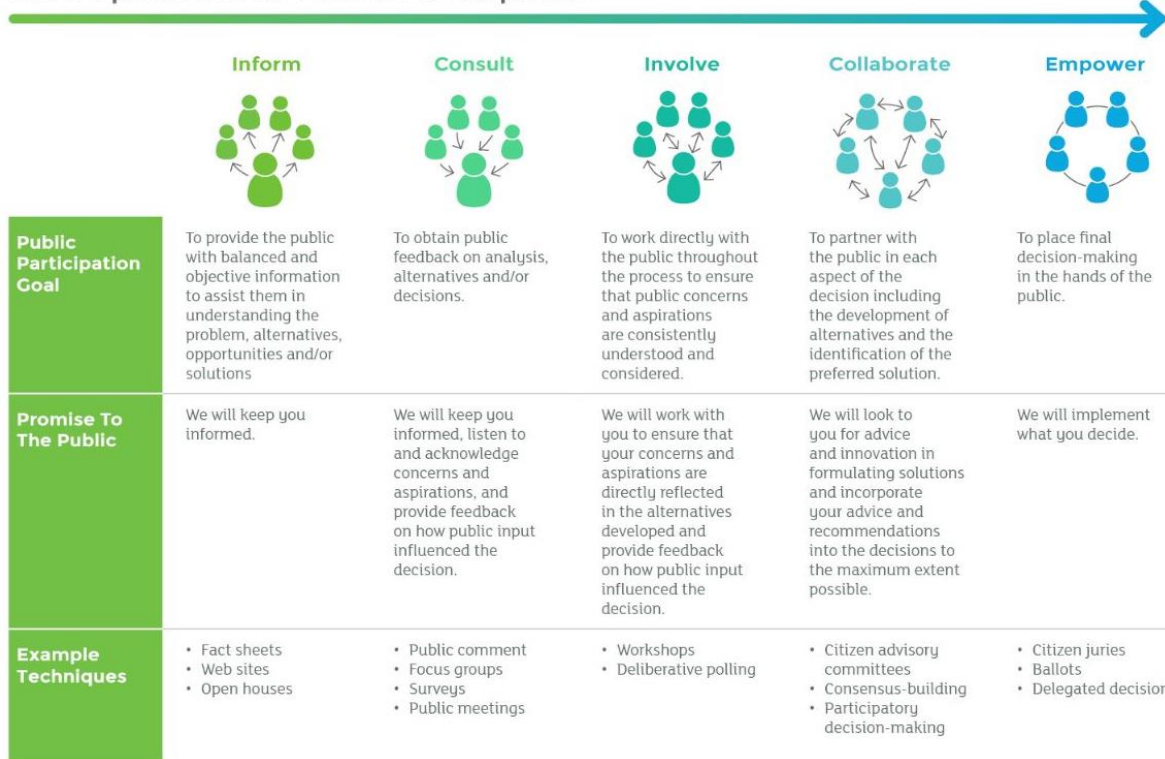 Inform
Consult
Involve
Collaborate
Empower
Public
Participation
Goal
To provide the public
with balanced and
objective information
to assist them in
understanding the
problem, alternatives,
opportunities and/or
solutions
To obtain public
feedback on analysis,
alternatives and/or
decisions.
To work directly with
the public throughout
the process to ensure
that public concerns
and aspirations
are consistently
understood and
considered.
To partner with
the public in each
aspect of the
decision including
the development of
alternatives and the
identification of the
preferred solution.
To place final
decision-making
in the hands of the
public.
Promise To
The Public
We will keep you
informed.
We will keep you
informed, listen to
and acknowledge
concerns and
aspirations, and
provide feedback
on how public input
influenced the
decision.
We will work with
you to ensure that
your concerns and
aspirations are
directly reflected
in the alternatives
developed and
provide feedback
on how public input
influenced the
decision.
We will look to
you for advice
and innovation in
formulating solutions
and incorporate
your advice and
recommendations
into the decisions to
the maximum extent
possible.
We will implement
what you decide.
Example
Techniques
• Fact sheets
• Web sites
• Open houses
• Public comment
• Focus groups
• Surveys
• Public meetings
• Workshops
• Deliberative polling
• Citizen advisory
committees
• Consensus-building
• Participatory
decision-making
• Citizen juries
• Ballots
• Delegated decision